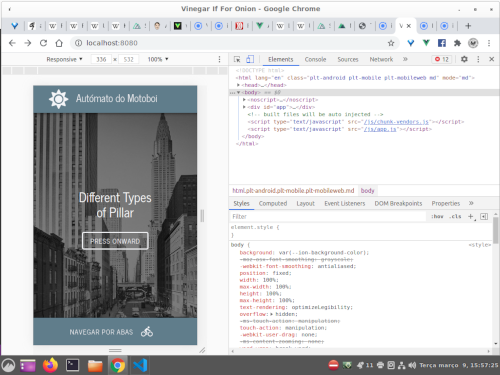 Vinegar If For Onion - Google Chrome
localhost:8080
Responsive ▼ 336 × 532 100% ▼
Elements Console Sources Network » 12
Autómato do Motoboi
Different Types
of Pillar
PRESS ONWARD
NAVEGAR POR ABAS
<!DOCTYPE html>
<html lang="en" class="plt-android plt-mobile plt-mobileweb md" mode="md">
<head>…</head>
<body> == $0
<noscript>…</noscript>
<div id="app">…</div>
<!-- built files will be auto injected -->
<script type="text/javascript" src="/js/chunk-vendors.js"></script>
<script type="text/javascript" src="/js/app.js"></script>
</body>
</html>
html.plt-android.plt-mobile.plt-mobileweb.md body
Styles Computed Layout Event Listeners DOM Breakpoints Properties »
Filter :hov .cls +
element.style {
}
body { <style>
background: var(--ion-background-color);
-moz-osx-font-smoothing: grayscale;
-webkit-font-smoothing: antialiased;
position: fixed;
width: 100%;
max-width: 100%;
height: 100%;
max-height: 100%;
text-rendering: optimizeLegibility;
overflow: hidden;
-ms-touch-action: manipulation;
touch-action: manipulation;
-webkit-user-drag: none;
-ms-content-zooming: none;
11 Terça março 9, 15:57:25